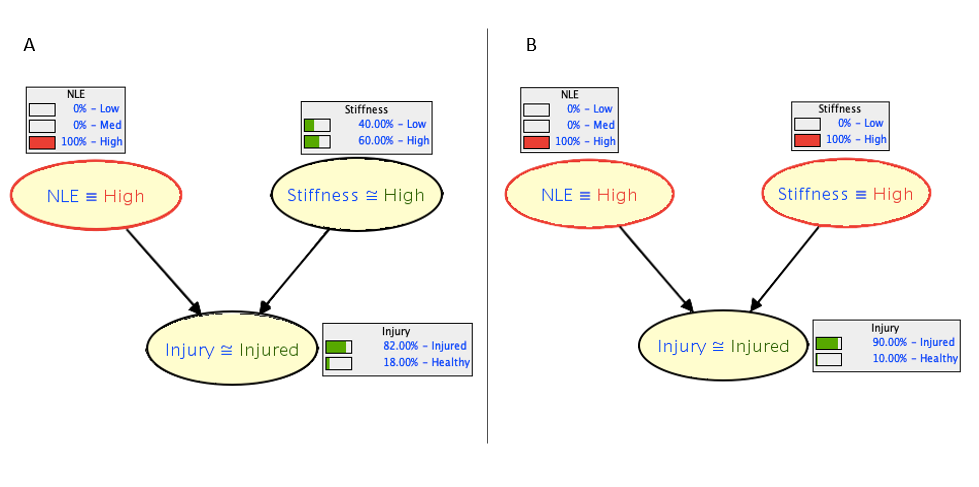 A
NLE
0% – Low
0% – Med
100% – High
Stiffness
40.00% – Low
60.00% – High
NLE ≡ High
Stiffness ≅ High
Injury ≅ Injured
Injury
82.00% – Injured
18.00% – Healthy
B
NLE
0% – Low
0% – Med
100% – High
Stiffness
0% – Low
100% – High
NLE ≡ High
Stiffness ≡ High
Injury ≅ Injured
Injury
90.00% – Injured
10.00% – Healthy